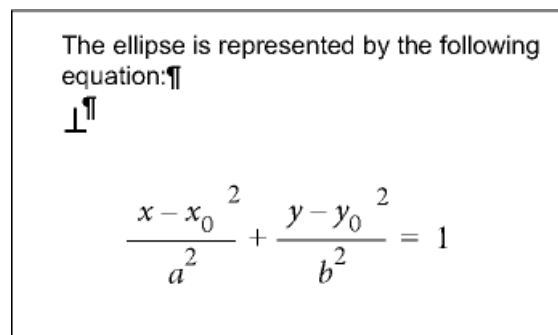 The ellipse is represented by the following
equation:¶
⊥¶
x – x₀ ² / a² + y – y₀ ² / b² = 1